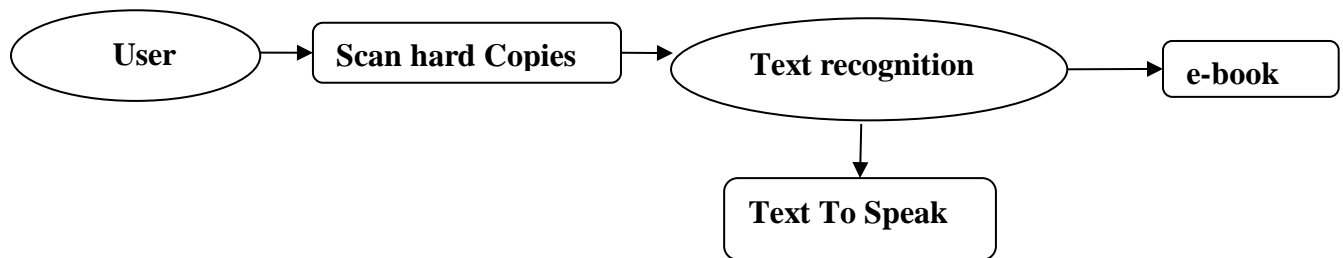 User
Scan hard Copies
Text recognition
e-book
Text To Speak